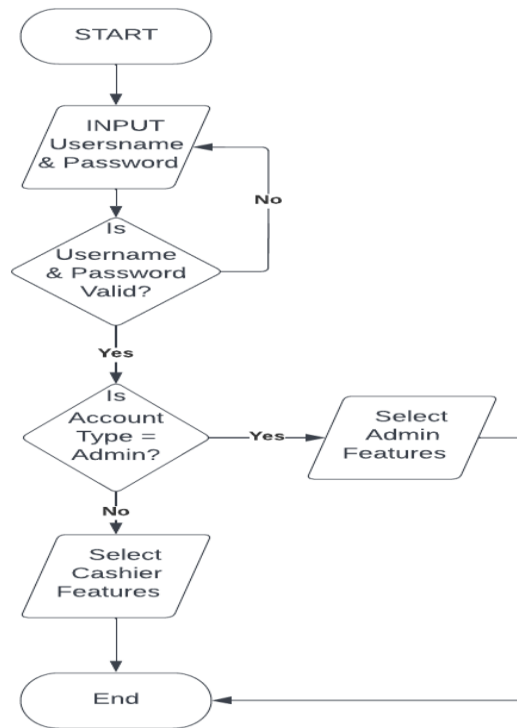 START
INPUT
Usersname
& Password
No
Is
Username
& Password
Valid?
Yes
Is
Account
Type =
Admin?
Yes
Select
Admin
Features
No
Select
Cashier
Features
End